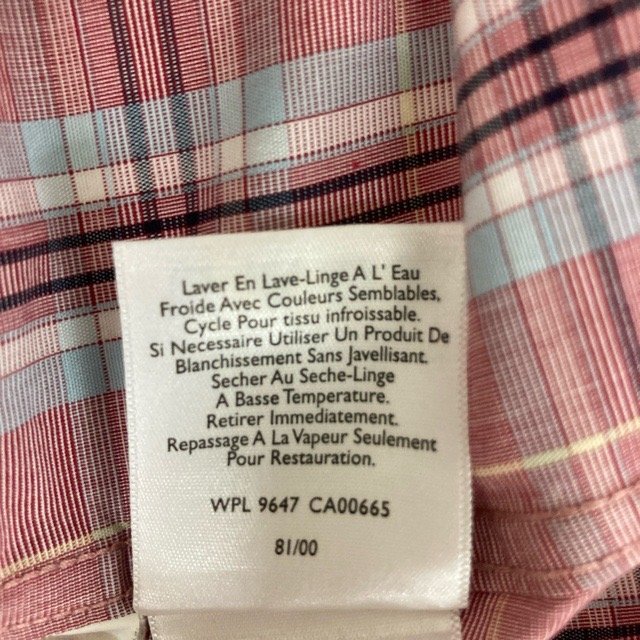 Laver En Lave-Linge A L' Eau
Froide Avec Couleurs Semblables,
Cycle Pour tissu infroissable.
Si Necessaire Utiliser Un Produit De
Blanchissement Sans Javellisant.
Secher Au Seche-Linge
A Basse Temperature.
Retirer Immediatement.
Repassage A La Vapeur Seulement
Pour Restauration.
WPL 9647 CA00665
81/00